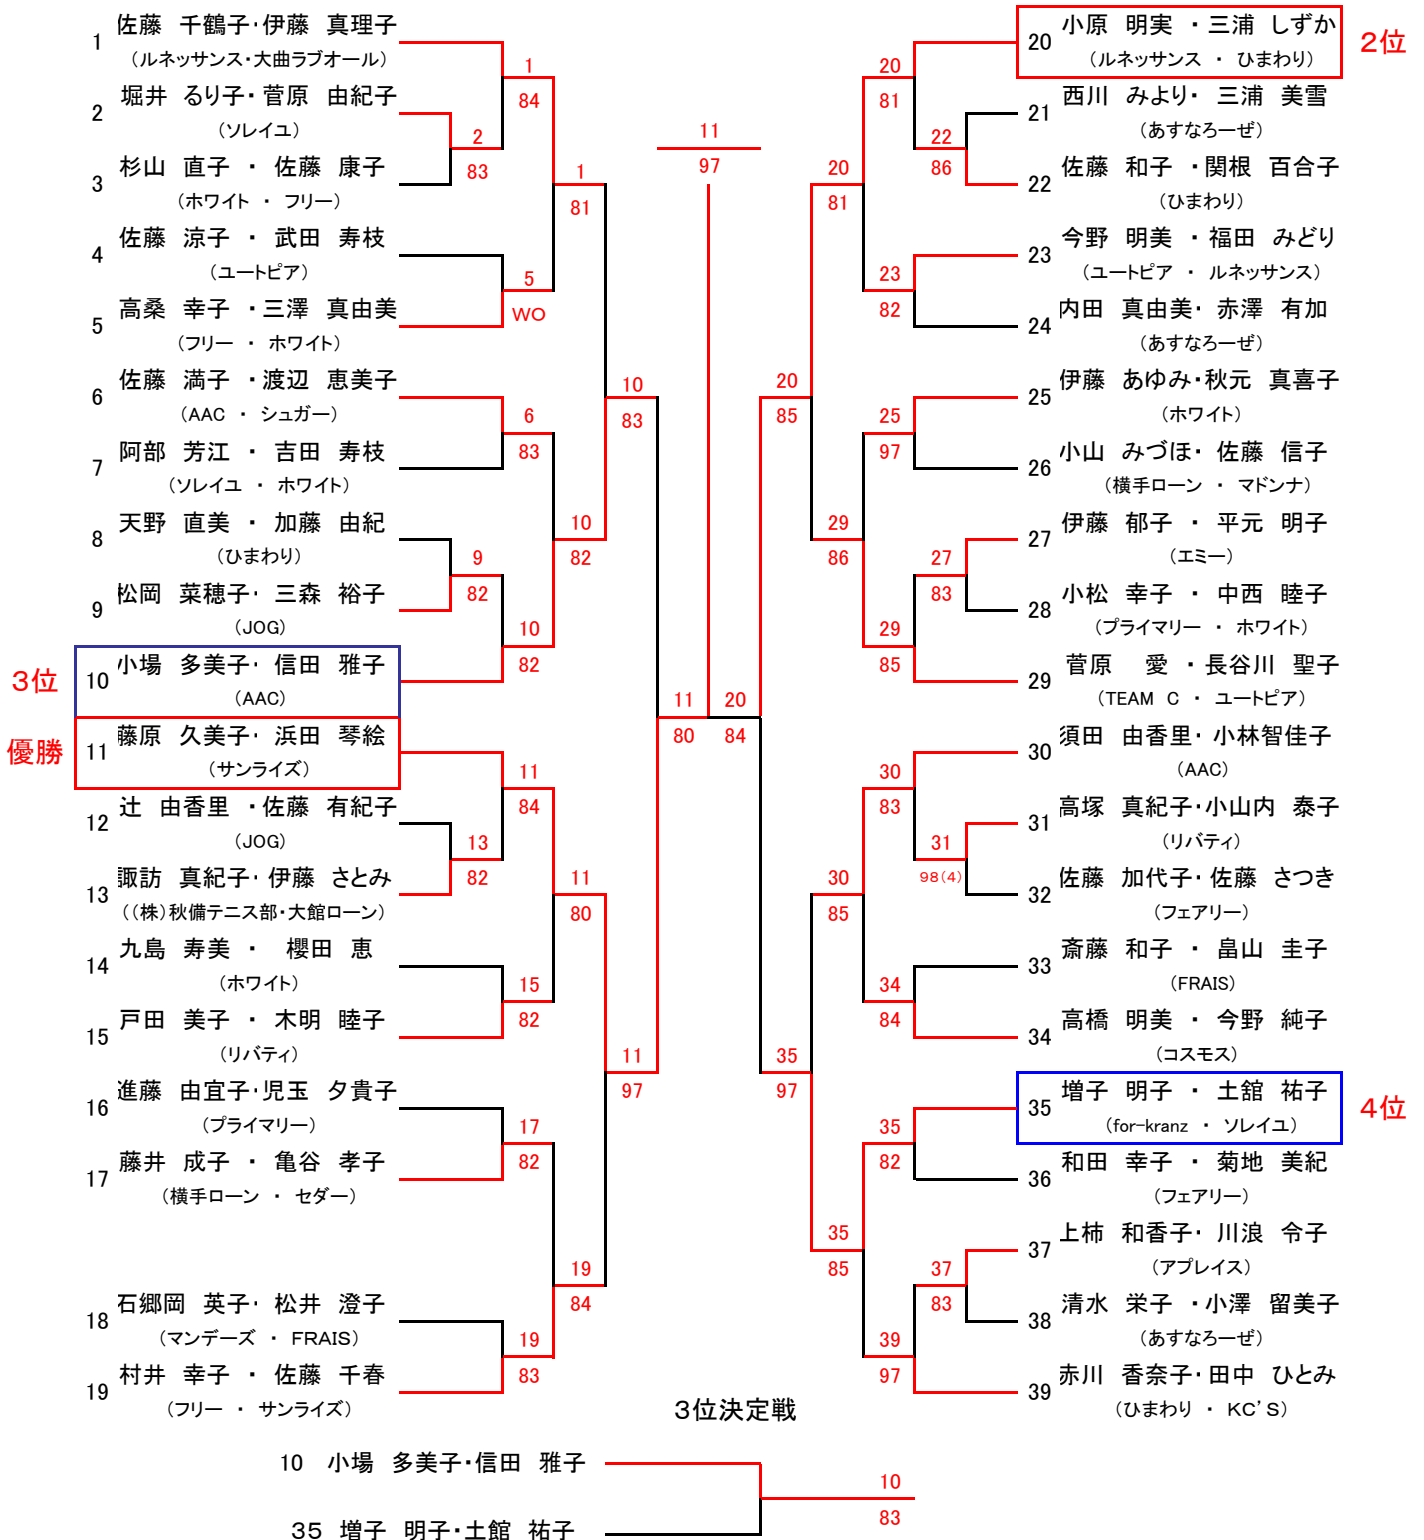 1 佐藤 千鶴子・伊藤 真理子
(ルネッサンス・大曲ラブオール)
2 堀井 るり子・菅原 由紀子
(ソレイユ)
3 杉山 直子 ・ 佐藤 康子
(ホワイト ・ フリー)
4 佐藤 涼子 ・ 武田 寿枝
(ユートピア)
5 高桑 幸子 ・三澤 真由美
(フリー ・ ホワイト)
6 佐藤 満子 ・渡辺 恵美子
(AAC ・ シュガー)
7 阿部 芳江 ・ 吉田 寿枝
(ソレイユ ・ ホワイト)
8 天野 直美 ・ 加藤 由紀
(ひまわり)
9 松岡 菜穂子・ 三森 裕子
(JOG)
3位
10 小場 多美子・ 信田 雅子
(AAC)
優勝
11 藤原 久美子・ 浜田 琴絵
(サンライズ)
12 辻 由香里 ・佐藤 有紀子
(JOG)
13 諏訪 真紀子・ 伊藤 さとみ
((株)秋備テニス部・大館ローン)
14 九島 寿美 ・ 櫻田 恵
(ホワイト)
15 戸田 美子 ・ 木明 睦子
(リバティ)
16 進藤 由宜子・児玉 夕貴子
(プライマリー)
17 藤井 成子 ・ 亀谷 孝子
(横手ローン ・ セダー)
18 石郷岡 英子・ 松井 澄子
(マンデーズ ・ FRAIS)
19 村井 幸子 ・ 佐藤 千春
(フリー ・ サンライズ)
2
83
9
82
13
82
1
84
5
WO
6
83
10
82
11
84
15
82
17
82
19
83
1
81
10
82
11
80
19
84
10
83
11
97
11
80
11
97
20
84
20
85
35
97
20
81
29
86
30
85
35
85
20
81
23
82
25
97
29
85
30
83
34
84
35
82
39
97
22
86
27
83
31
98(4)
37
83
20 小原 明実 ・三浦 しずか
(ルネッサンス ・ ひまわり)
2位
21 西川 みより・ 三浦 美雪
(あすなろーぜ)
22 佐藤 和子 ・関根 百合子
(ひまわり)
23 今野 明美 ・福田 みどり
(ユートピア ・ ルネッサンス)
24 内田 真由美・ 赤澤 有加
(あすなろーぜ)
25 伊藤 あゆみ・秋元 真喜子
(ホワイト)
26 小山 みづほ・ 佐藤 信子
(横手ローン ・ マドンナ)
27 伊藤 郁子 ・ 平元 明子
(エミー)
28 小松 幸子 ・ 中西 睦子
(プライマリー ・ ホワイト)
29 菅原 愛 ・長谷川 聖子
(TEAM C ・ ユートピア)
30 須田 由香里・小林智佳子
(AAC)
31 高塚 真紀子・小山内 泰子
(リバティ)
32 佐藤 加代子・佐藤 さつき
(フェアリー)
33 斎藤 和子 ・ 畠山 圭子
(FRAIS)
34 高橋 明美 ・ 今野 純子
(コスモス)
35 増子 明子 ・ 土舘 祐子
(for-kranz ・ ソレイユ)
4位
36 和田 幸子 ・ 菊地 美紀
(フェアリー)
37 上柿 和香子・ 川浪 令子
(アプレイス)
38 清水 栄子 ・小澤 留美子
(あすなろーぜ)
39 赤川 香奈子・田中 ひとみ
(ひまわり ・ KC'S)
3位決定戦
10 小場 多美子・信田 雅子
35 増子 明子・土館 祐子
10
83